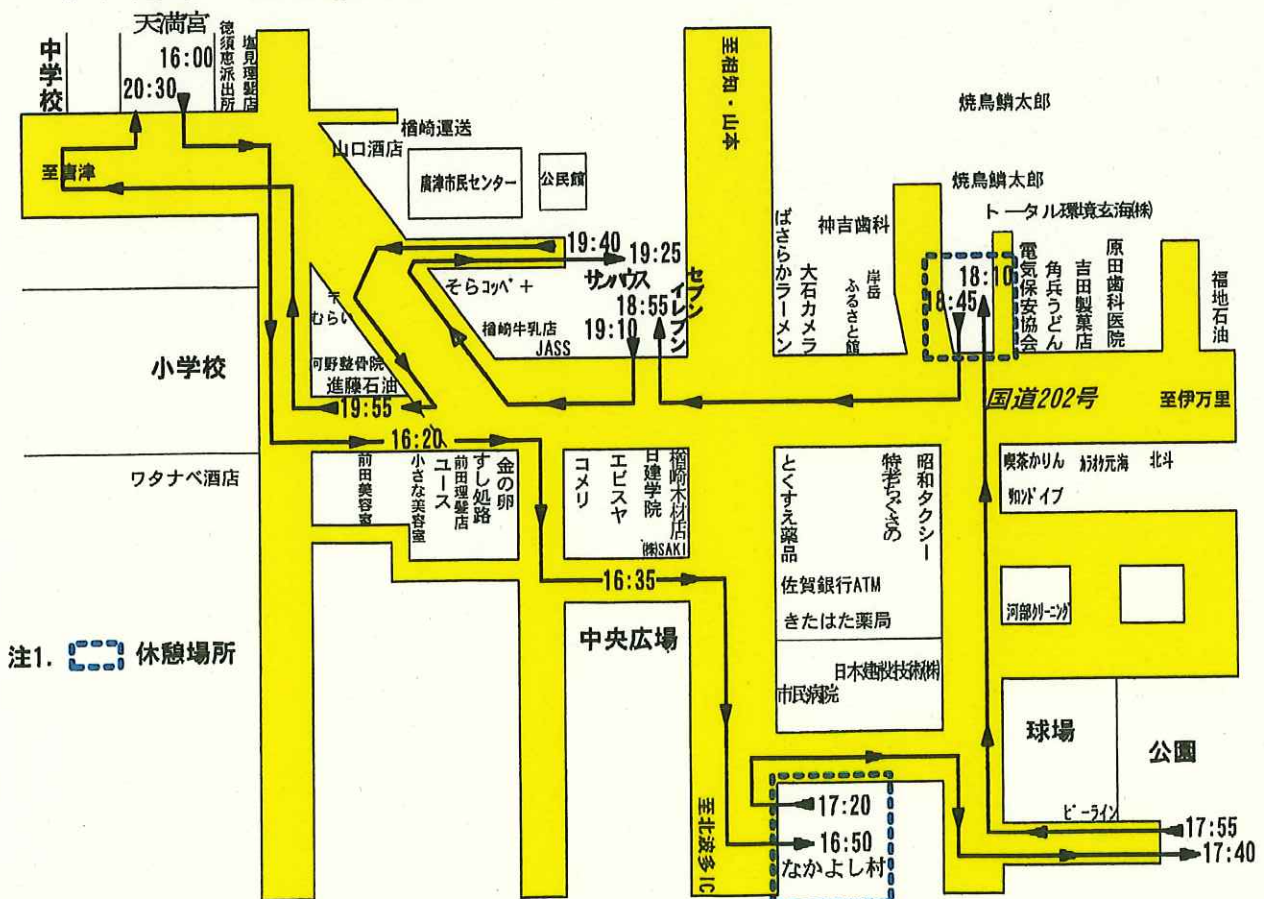 天満宮
16:00
20:30
中学校
徳須恵派出所
塩見理髪店
至唐津
至相知・山本
焼鳥鱗太郎
楢崎運送
山口酒店
廣津市民センター
公民館
焼鳥鱗太郎
トータル環境玄海㈱
ばさらかラーメン
大石カメラ
神吉歯科
岸岳
ふるさと館
電気保安協会
角兵うどん
吉田製菓店
原田歯科医院
福地石油
19:40
19:25
サンハウス
セブン
イレブン
18:55
19:10
18:10
18:45
そらコッペ+
楢崎牛乳店
JASS
〒
むらい
河野整骨院
進藤石油
19:55
小学校
16:20
国道202号
至伊万里
ワタナベ酒店
前田美容室
小さな美容室
ユース
前田理髪店
すし処路
金の卵
コメリ
エビスヤ
日建学院
楢崎木材店
㈱SAKI
とくすえ薬品
特老ちぐさの
昭和タクシー
喫茶かりん
カラオケ元海
北斗
サロンドイブ
16:35
佐賀銀行ATM
きたはた薬局
河部クリーニング
中央広場
注1.
休憩場所
日本建設技術㈱
市民病院
球場
公園
至北波多IC
17:20
16:50
なかよし村
ビーライン
17:55
17:40